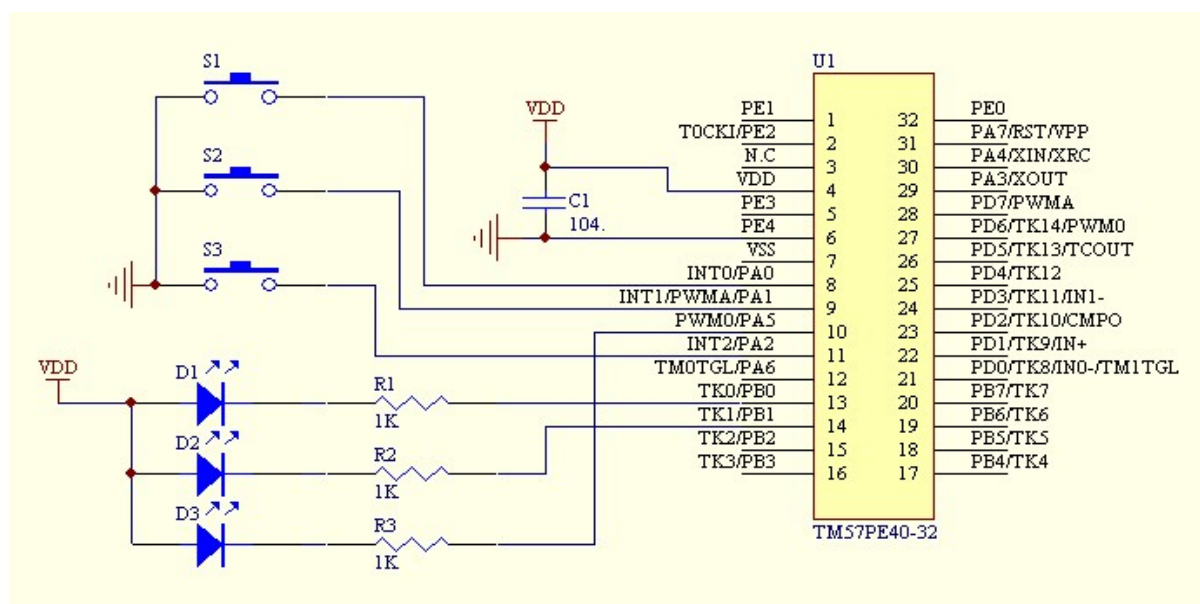 S1
S2
S3
VDD
C1
104.
VDD
D1
D2
D3
R1
1K
R2
1K
R3
1K
U1
PE1 1
T0CKI/PE2 2
N.C 3
VDD 4
PE3 5
PE4 6
VSS 7
INT0/PA0 8
INT1/PWMA/PA1 9
PWM0/PA5 10
INT2/PA2 11
TM0TGL/PA6 12
TK0/PB0 13
TK1/PB1 14
TK2/PB2 15
TK3/PB3 16
32 PE0
31 PA7/RST/VPP
30 PA4/XIN/XRC
29 PA3/XOUT
28 PD7/PWMA
27 PD6/TK14/PWM0
26 PD5/TK13/TCOUT
25 PD4/TK12
24 PD3/TK11/IN1-
23 PD2/TK10/CMPO
22 PD1/TK9/IN+
21 PD0/TK8/IN0-/TM1TGL
20 PB7/TK7
19 PB6/TK6
18 PB5/TK5
17 PB4/TK4
TM57PE40-32